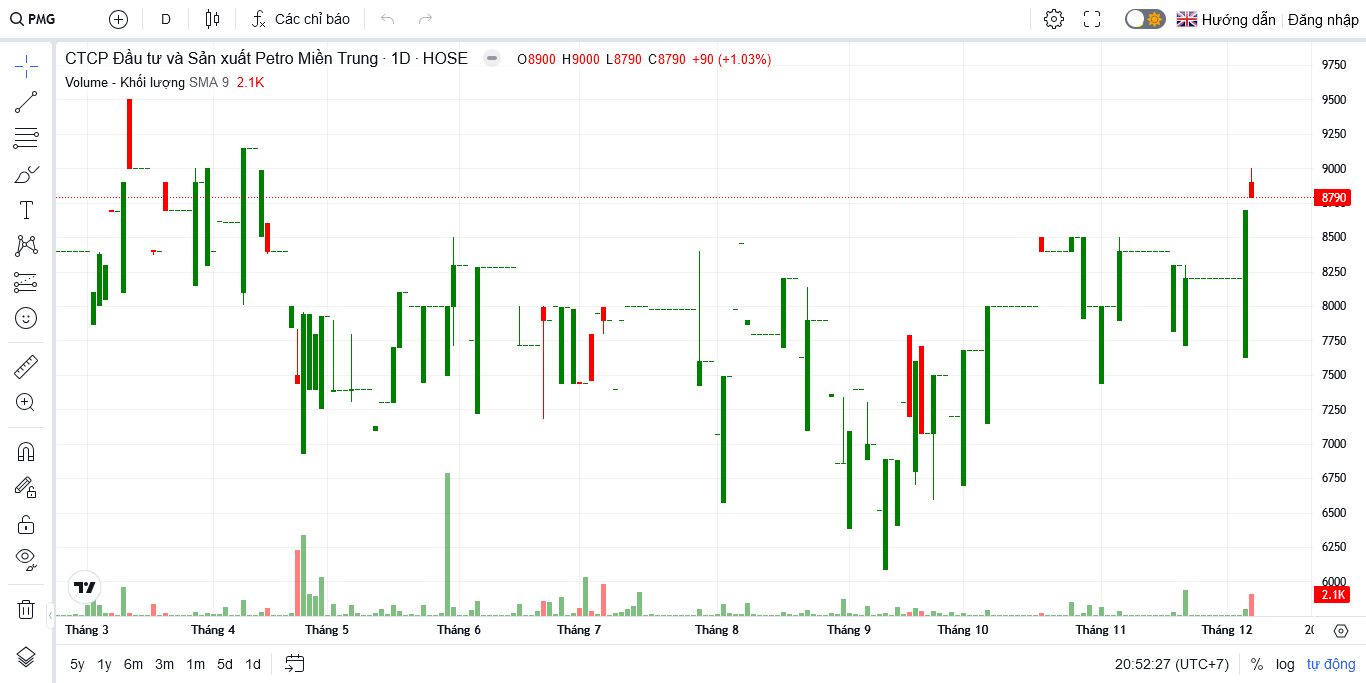 PMG D Các chỉ báo Hướng dẫn Đăng nhập
CTCP Đầu tư và Sản xuất Petro Miền Trung · 1D · HOSE O8900 H9000 L8790 C8790 +90 (+1.03%)
Volume - Khối lượng SMA 9 2.1K
9750
9500
9250
9000
8790
8500
8250
8000
7750
7500
7250
7000
6750
6500
6250
6000
2.1K
Tháng 3 Tháng 4 Tháng 5 Tháng 6 Tháng 7 Tháng 8 Tháng 9 Tháng 10 Tháng 11 Tháng 12
5y 1y 6m 3m 1m 5d 1d 20:52:27 (UTC+7) % log tự động